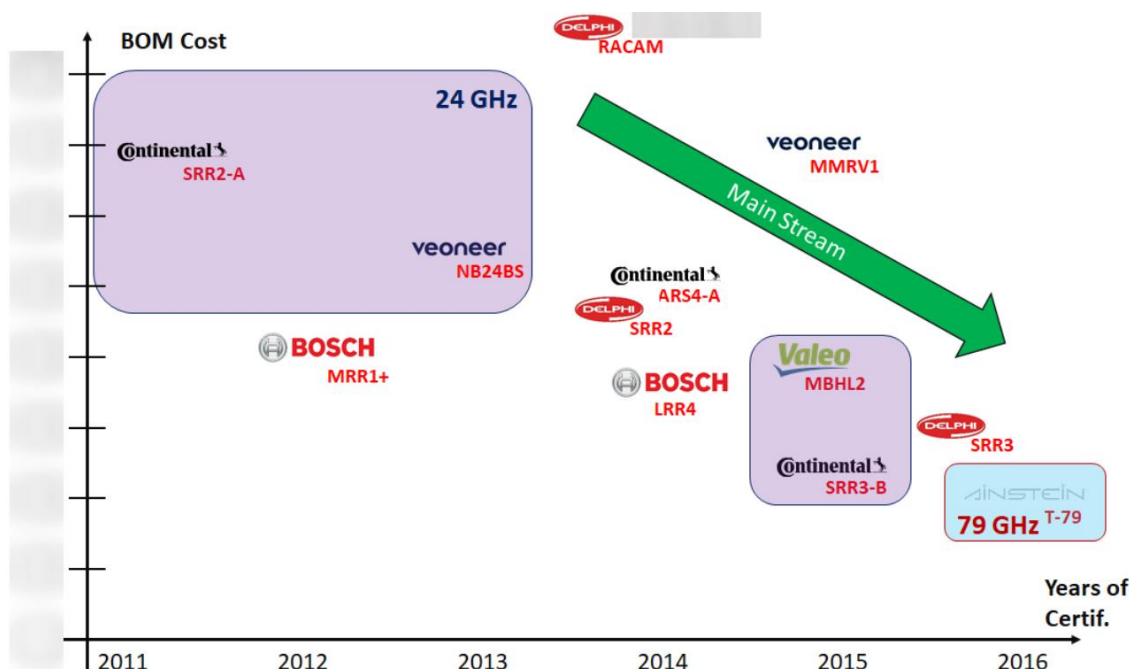 BOM Cost
DELPHI
RACAM
24 GHz
Continental
SRR2-A
veoneer
MMRV1
Main Stream
veoneer
NB24BS
Continental
ARS4-A
DELPHI
SRR2
BOSCH
MRR1+
Valeo
MBHL2
BOSCH
LRR4
DELPHI
SRR3
Continental
SRR3-B
AINSTEIN
79 GHz T-79
Years of
Certif.
2011 2012 2013 2014 2015 2016